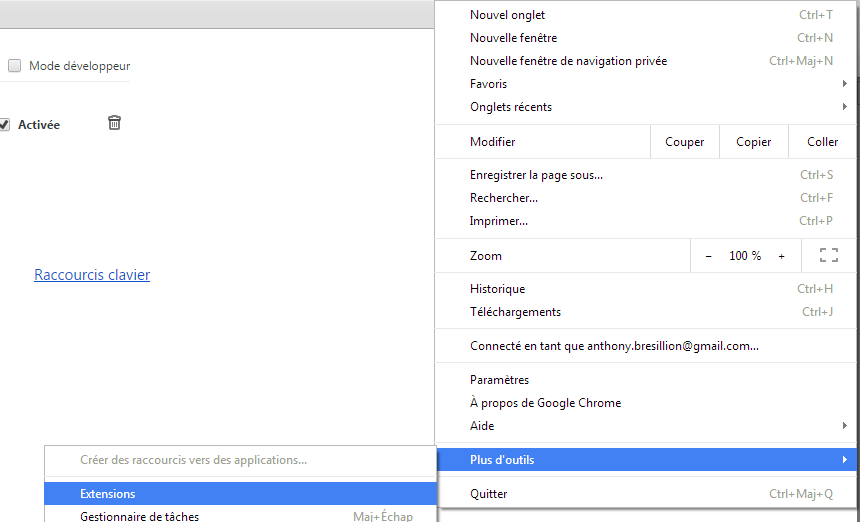 Nouvel onglet Ctrl+T
Nouvelle fenêtre Ctrl+N
Nouvelle fenêtre de navigation privée Ctrl+Maj+N
Favoris
Onglets récents
Modifier Couper Copier Coller
Enregistrer la page sous... Ctrl+S
Rechercher... Ctrl+F
Imprimer... Ctrl+P
Zoom − 100 % +
Historique Ctrl+H
Téléchargements Ctrl+J
Connecté en tant que anthony.bresillion@gmail.com...
Paramètres
À propos de Google Chrome
Aide
Plus d'outils
Quitter Ctrl+Maj+Q
Mode développeur
Activée
Raccourcis clavier
Créer des raccourcis vers des applications...
Extensions
Gestionnaire de tâches Maj+Échap